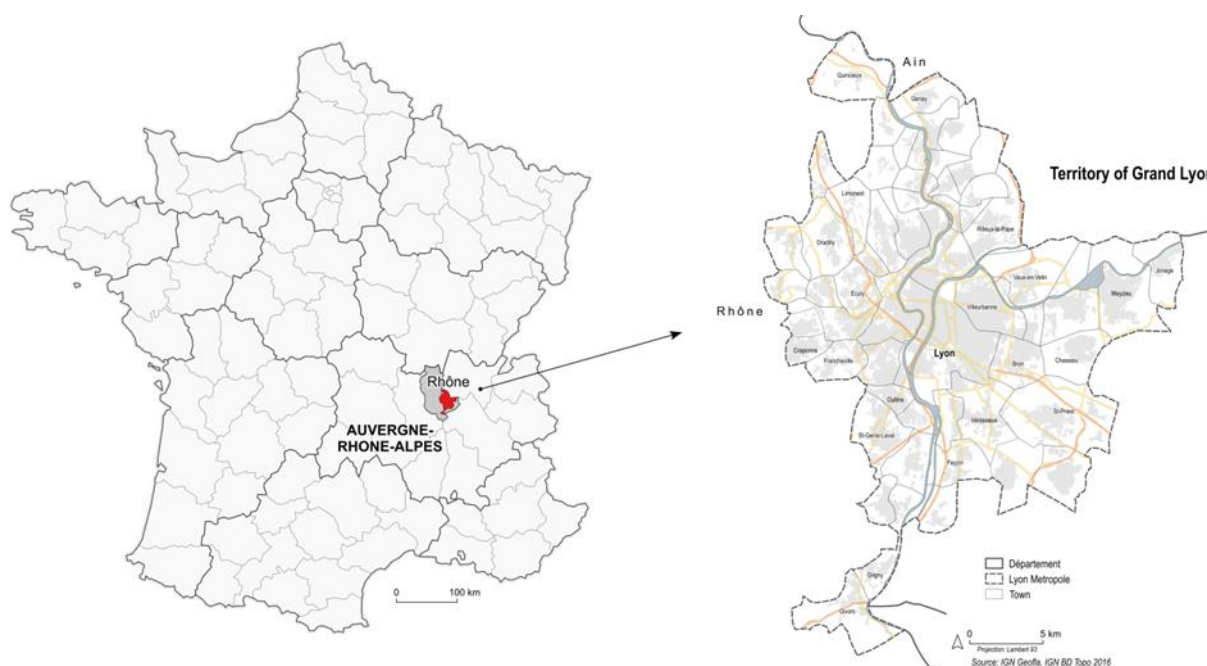 Rhône
AUVERGNE-
RHONE-ALPES
0 100 km
Ain
Quincieux
Genay
Territory of Grand Lyon
Limonest
Rillieux-la-Pape
Dardilly
Vaulx-en-Velin
Jonage
Meyzieu
Ecully
Villeurbanne
Rhône
Craponne
Francheville
Lyon
Bron
Chassieu
Oullins
St-Priest
Vénissieux
St-Genis-Laval
Feyzin
Département
Lyon Metropole
Town
Grigny
Givors
0 5 km
Projection: Lambert 93
Source: IGN Geofla, IGN BD Topo 2016